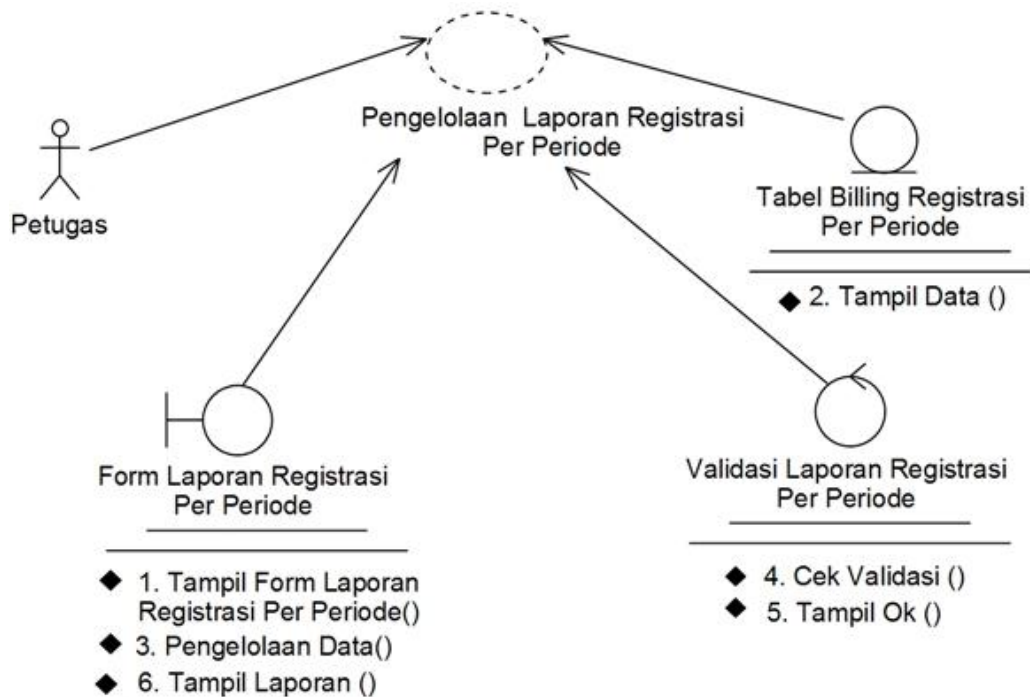 Pengelolaan Laporan Registrasi
Per Periode
Petugas
Tabel Billing Registrasi
Per Periode
2. Tampil Data ()
Form Laporan Registrasi
Per Periode
1. Tampil Form Laporan
Registrasi Per Periode()
3. Pengelolaan Data()
6. Tampil Laporan ()
Validasi Laporan Registrasi
Per Periode
4. Cek Validasi ()
5. Tampil Ok ()